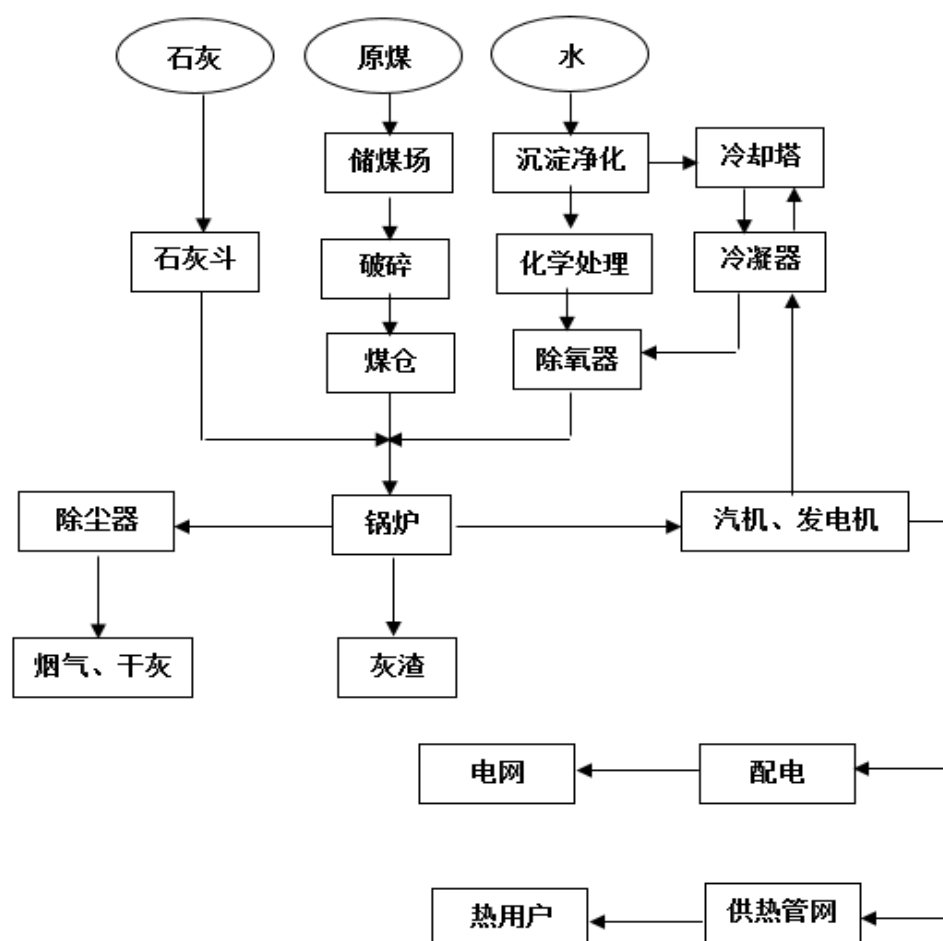 石灰
原煤
水
储煤场
沉淀净化
冷却塔
石灰斗
破碎
化学处理
冷凝器
煤仓
除氧器
除尘器
锅炉
汽机、发电机
烟气、干灰
灰渣
电网
配电
热用户
供热管网